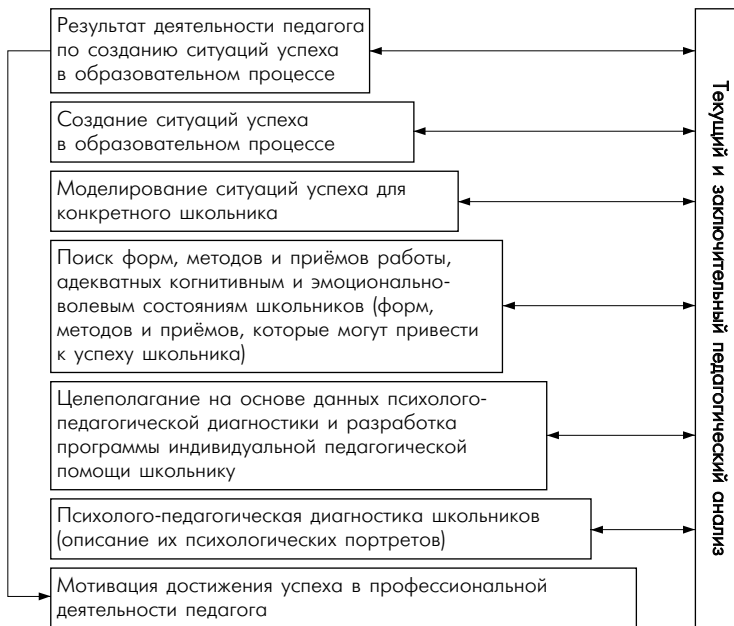 Результат деятельности педагога
по созданию ситуаций успеха
в образовательном процессе
Создание ситуаций успеха
в образовательном процессе
Моделирование ситуаций успеха для
конкретного школьника
Поиск форм, методов и приёмов работы,
адекватных когнитивным и эмоционально-
волевым состояниям школьников (форм,
методов и приёмов, которые могут привести
к успеху школьника)
Целеполагание на основе данных психолого-
педагогической диагностики и разработка
программы индивидуальной педагогической
помощи школьнику
Психолого-педагогическая диагностика школьников
(описание их психологических портретов)
Мотивация достижения успеха в профессиональной
деятельности педагога
Текущий и заключительный педагогический анализ